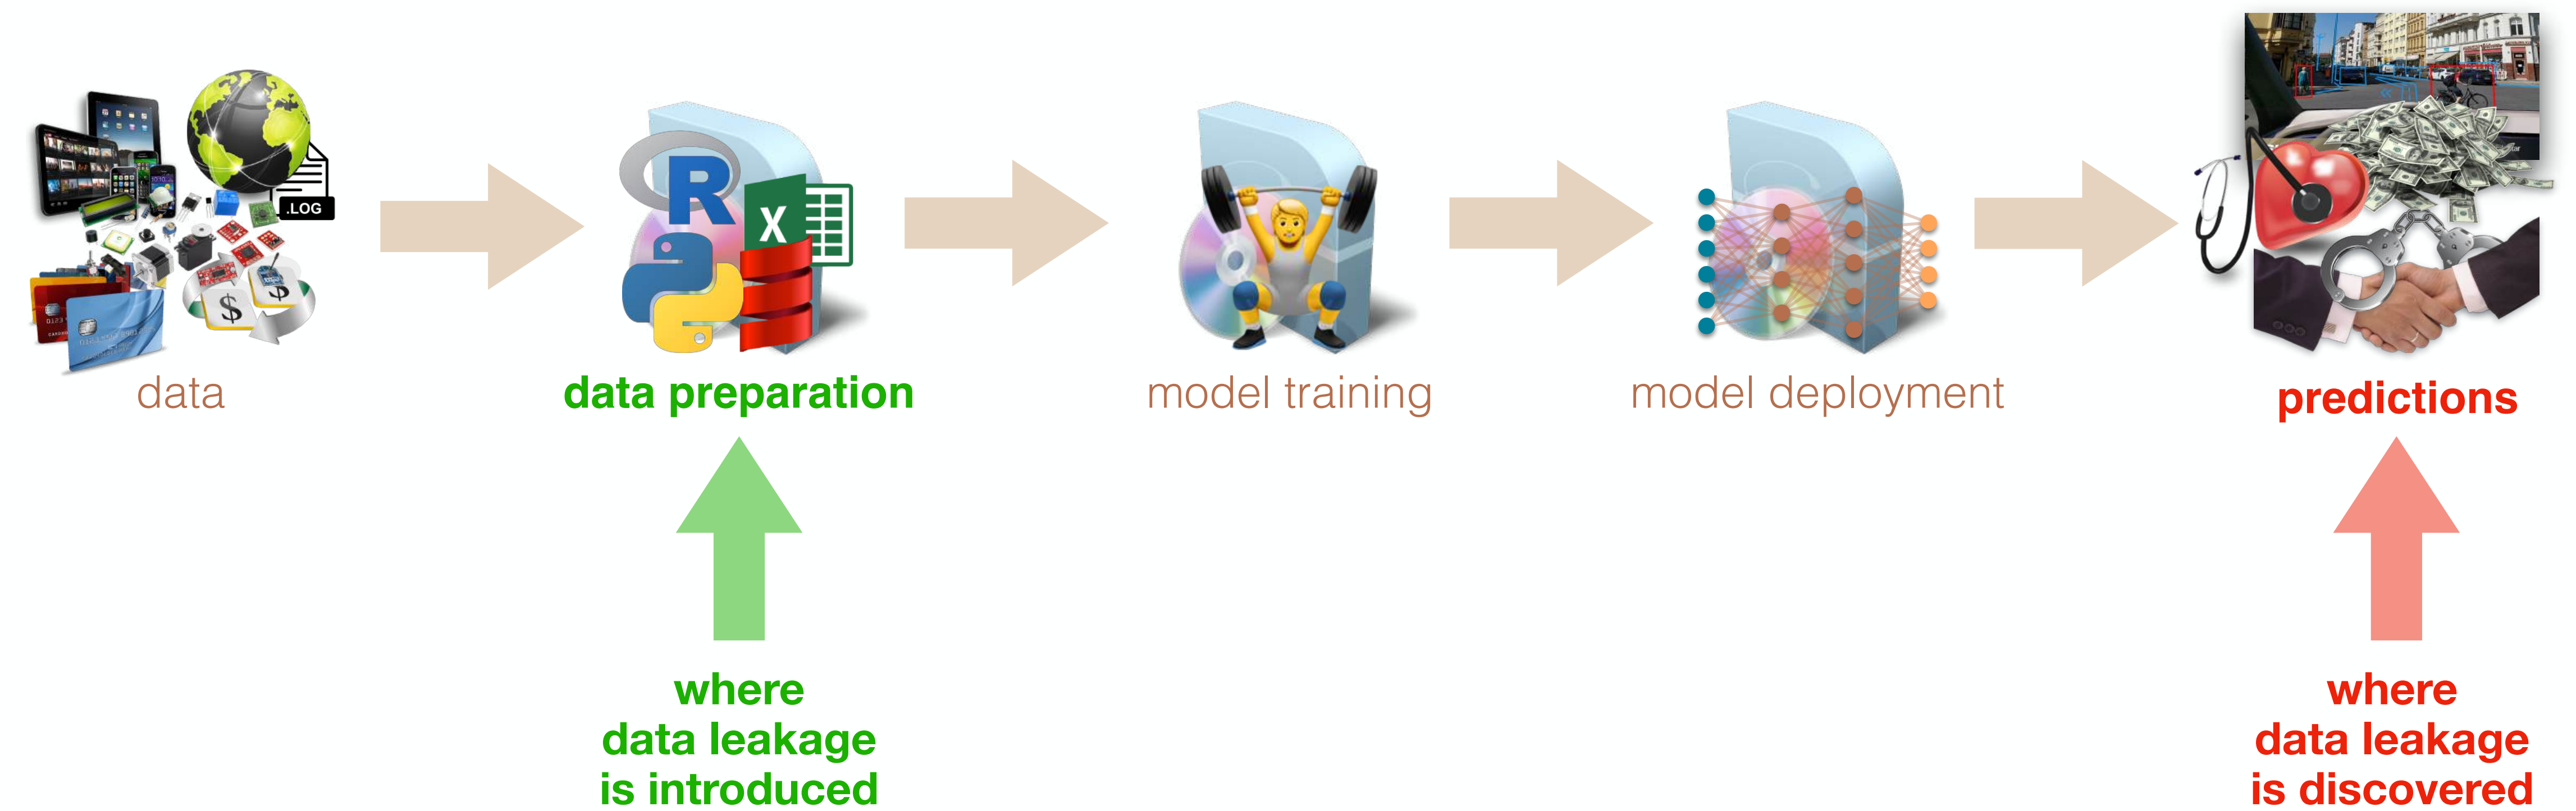 .LOG
R
X
$
$
0123
data
data preparation
model training
model deployment
predictions
where
data leakage
is introduced
where
data leakage
is discovered